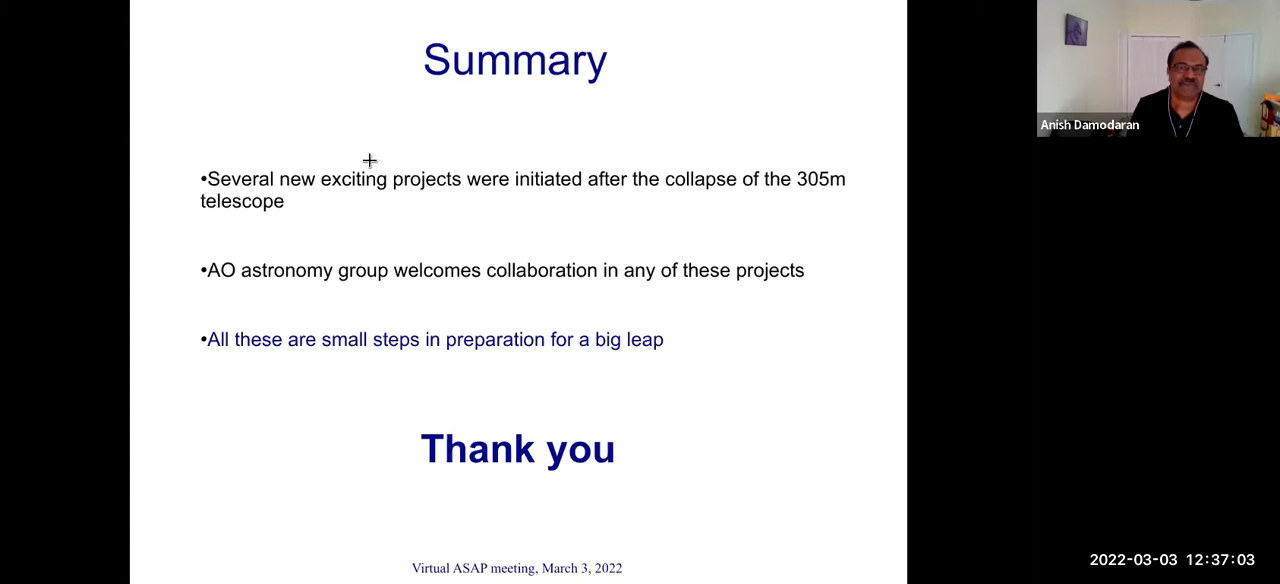 Summary
•Several new exciting projects were initiated after the collapse of the 305m
telescope
•AO astronomy group welcomes collaboration in any of these projects
•All these are small steps in preparation for a big leap
Thank you
Virtual ASAP meeting, March 3, 2022
Anish Damodaran
2022-03-03 12:37:03